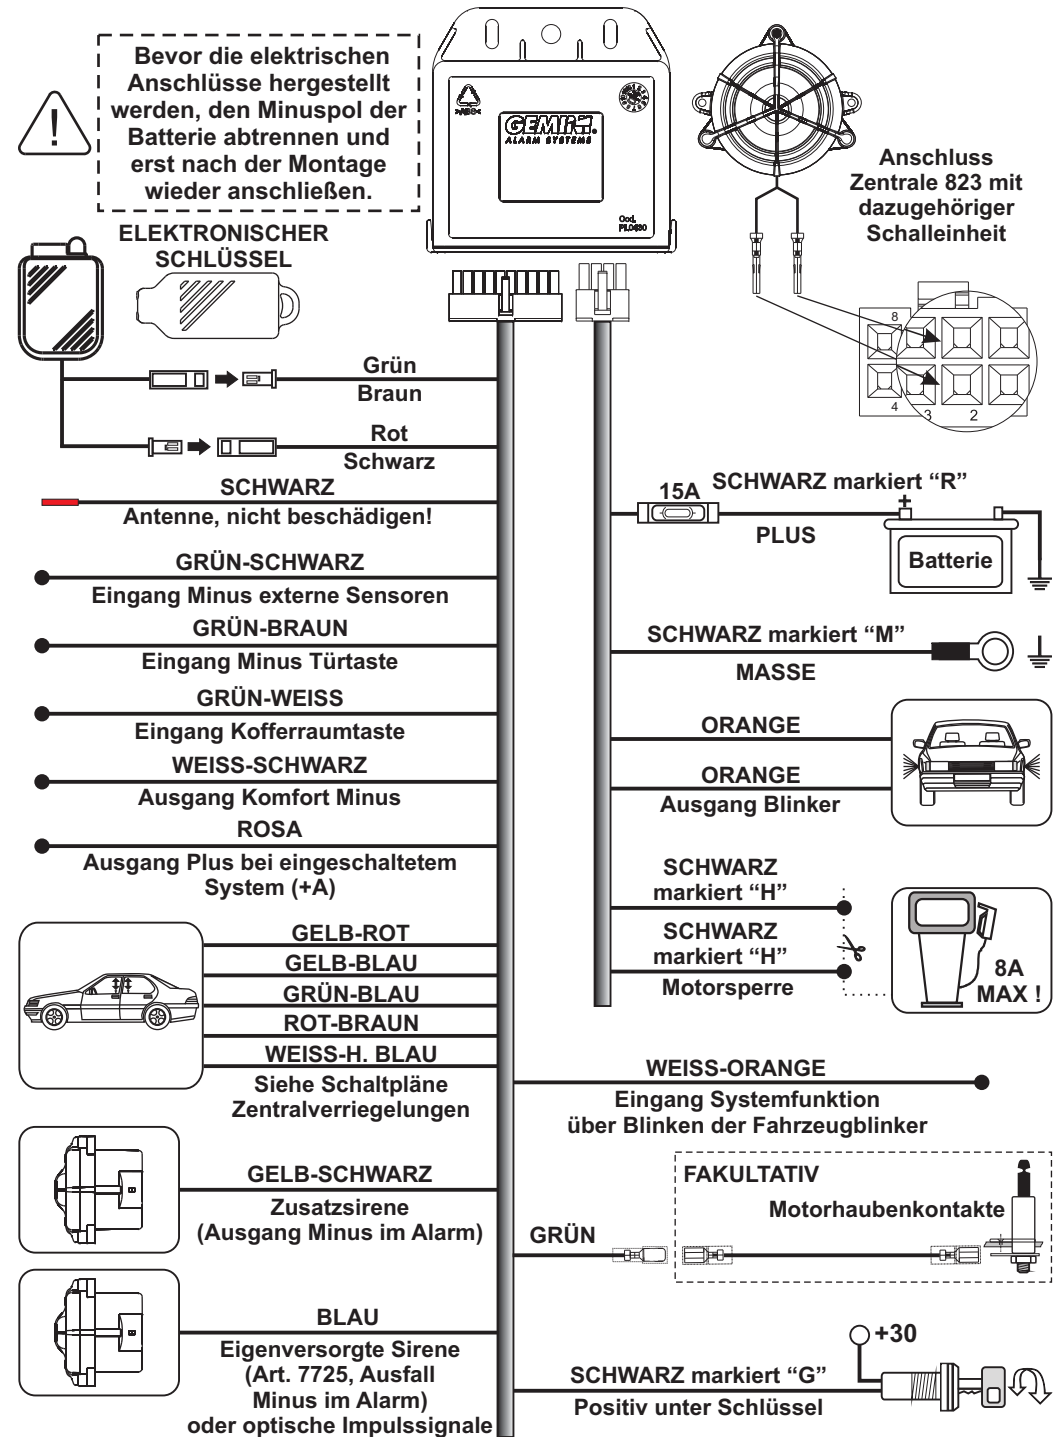 Bevor die elektrischen
Anschlüsse hergestellt
werden, den Minuspol der
Batterie abtrennen und
erst nach der Montage
wieder anschließen.
!
>ABS<
GEMINI.
ALARM SYSTEMS
Cod.
Anschluss
Zentrale 823 mit
dazugehöriger
Schalleinheit
8
4
3
2
ELEKTRONISCHER
SCHLÜSSEL
Grün
Braun
Rot
Schwarz
SCHWARZ
Antenne, nicht beschädigen!
GRÜN-SCHWARZ
Eingang Minus externe Sensoren
GRÜN-BRAUN
Eingang Minus Türtaste
GRÜN-WEISS
Eingang Kofferraumtaste
WEISS-SCHWARZ
Ausgang Komfort Minus
ROSA
Ausgang Plus bei eingeschaltetem
System (+A)
GELB-ROT
GELB-BLAU
GRÜN-BLAU
ROT-BRAUN
WEISS-H. BLAU
Siehe Schaltpläne
Zentralverriegelungen
GELB-SCHWARZ
Zusatzsirene
(Ausgang Minus im Alarm)
BLAU
Eigenversorgte Sirene
(Art. 7725, Ausfall
Minus im Alarm)
oder optische Impulssignale
15A
SCHWARZ markiert “R”
+
PLUS
Batterie
SCHWARZ markiert “M”
MASSE
ORANGE
ORANGE
Ausgang Blinker
SCHWARZ
markiert “H”
SCHWARZ
markiert “H”
Motorsperre
8A
MAX !
WEISS-ORANGE
Eingang Systemfunktion
über Blinken der Fahrzeugblinker
FAKULTATIV
Motorhaubenkontakte
GRÜN
+30
SCHWARZ markiert “G”
Positiv unter Schlüssel